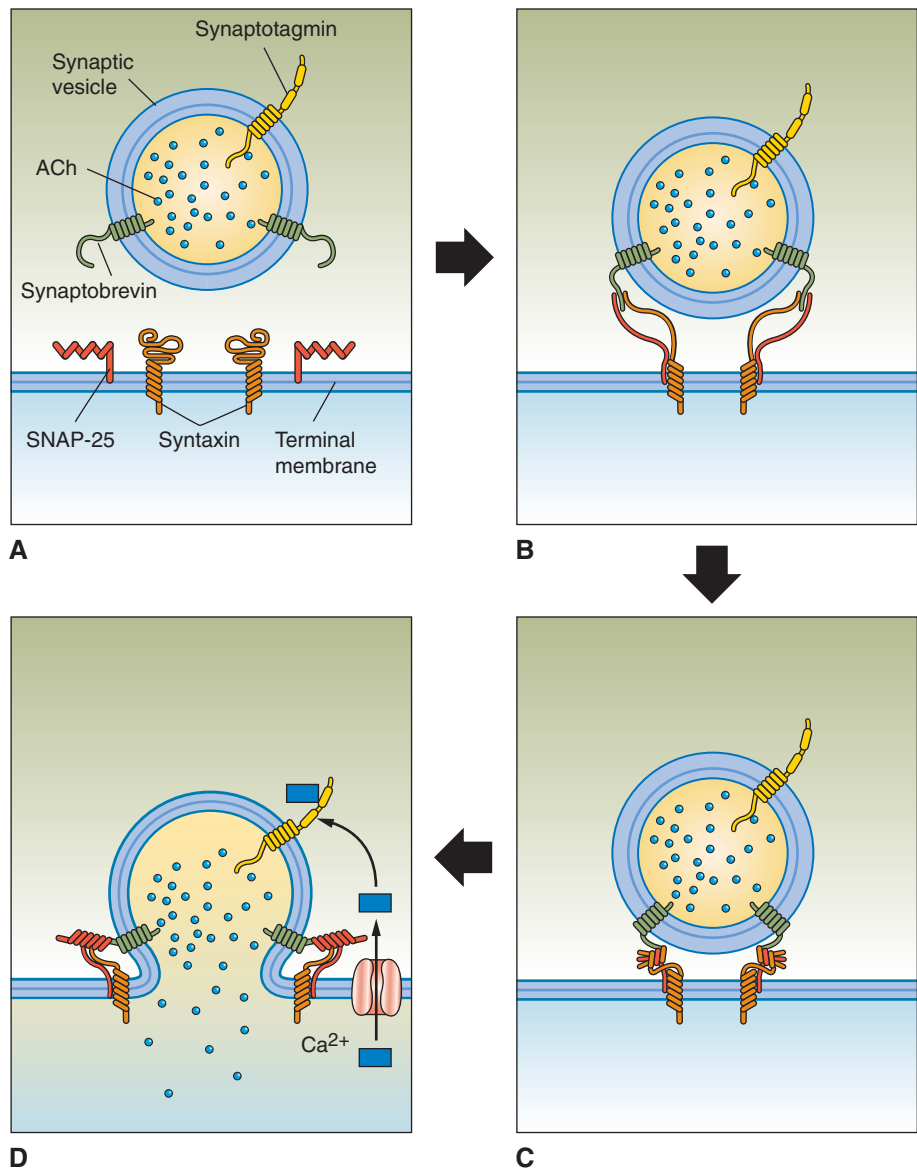 Synaptotagmin
Synaptic
vesicle
ACh
Synaptobrevin
SNAP-25
Syntaxin
Terminal
membrane
A
B
Ca2+
D
C